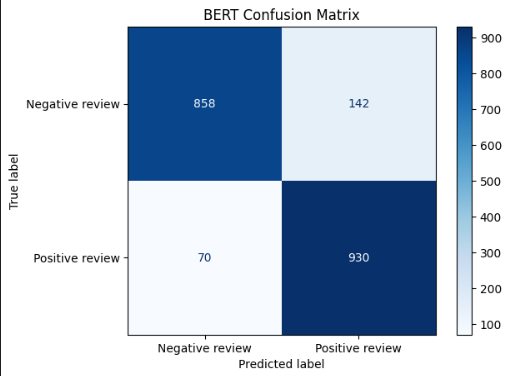 BERT Confusion Matrix
True label
Negative review
858
142
Positive review
70
930
Negative review
Positive review
Predicted label
900
800
700
600
500
400
300
200
100